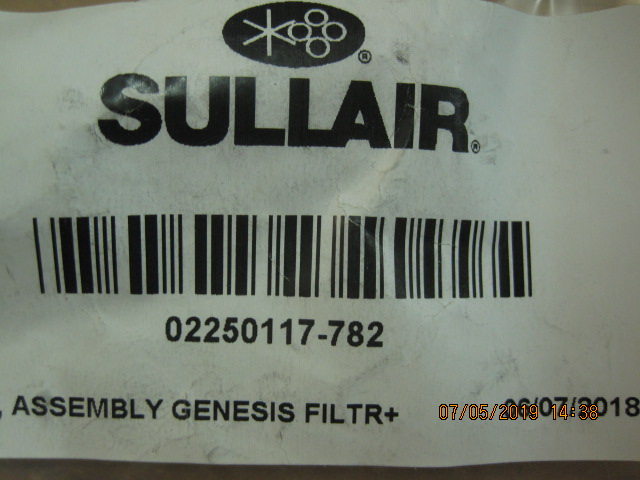 SULLAIR
02250117-782
, ASSEMBLY GENESIS FILTR+
07/05/2019 14:38